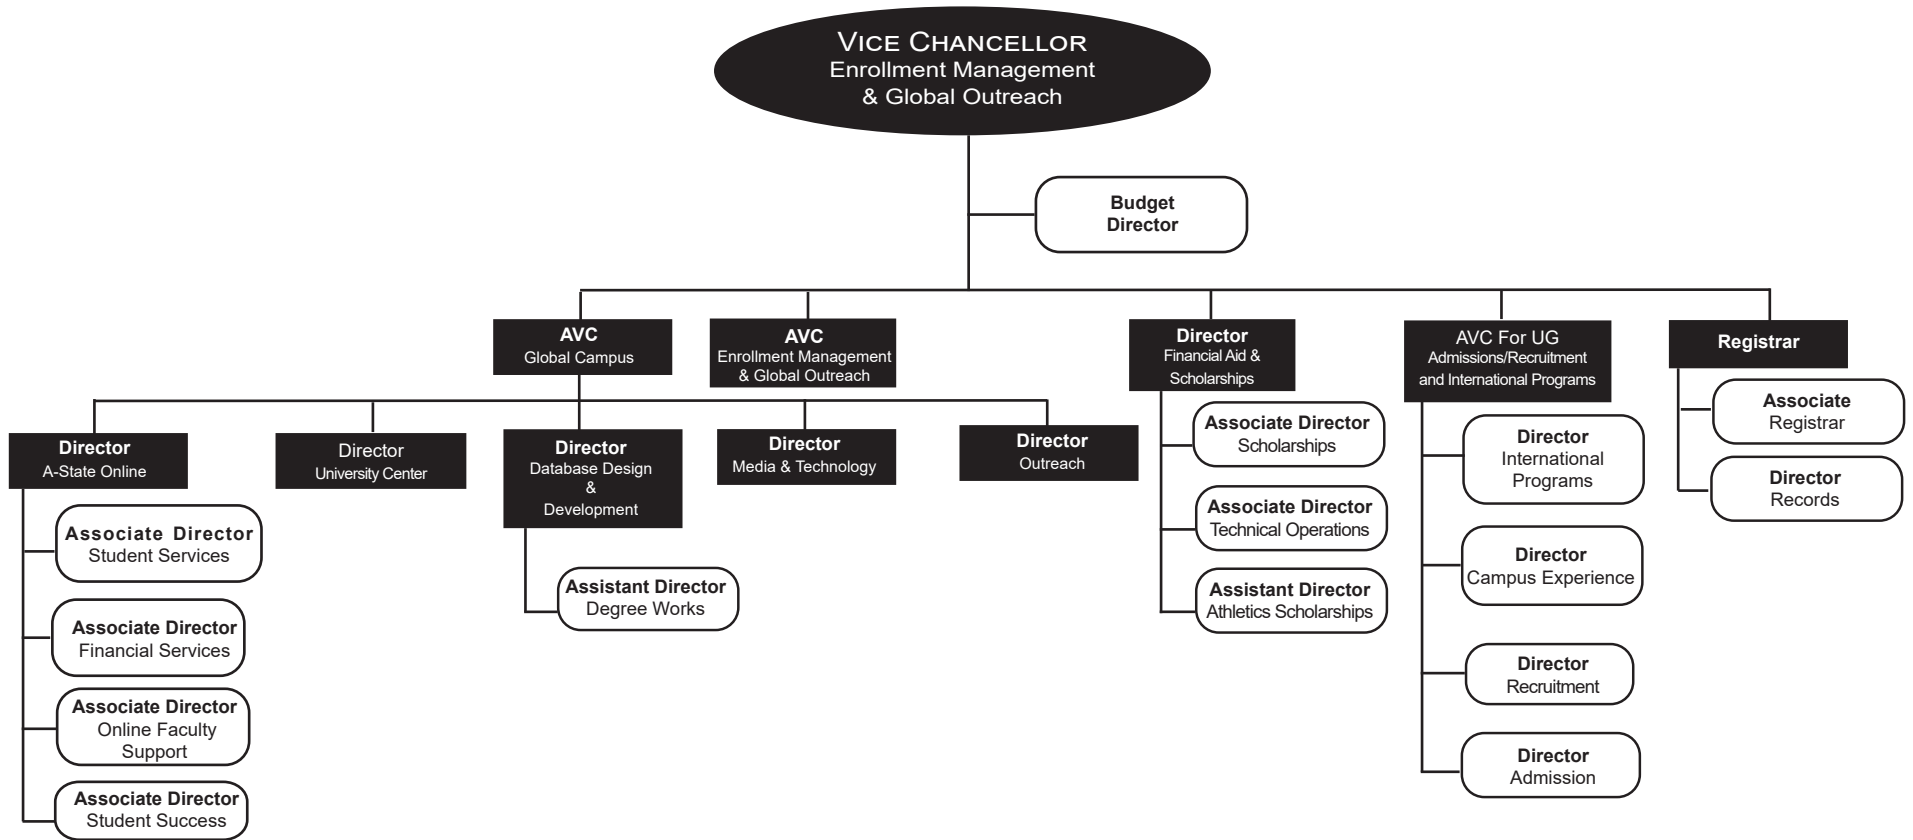 VICE CHANCELLOR
Enrollment Management
& Global Outreach
Budget
Director
AVC
Global Campus
AVC
Enrollment Management
& Global Outreach
Director
Financial Aid &
Scholarships
AVC For UG
Admissions/Recruitment
and International Programs
Registrar
Director
A-State Online
Director
University Center
Director
Database Design
&
Development
Director
Media & Technology
Director
Outreach
Associate Director
Student Services
Associate Director
Financial Services
Associate Director
Online Faculty
Support
Associate Director
Student Success
Assistant Director
Degree Works
Associate Director
Scholarships
Associate Director
Technical Operations
Assistant Director
Athletics Scholarships
Director
International
Programs
Director
Campus Experience
Director
Recruitment
Director
Admission
Associate
Registrar
Director
Records